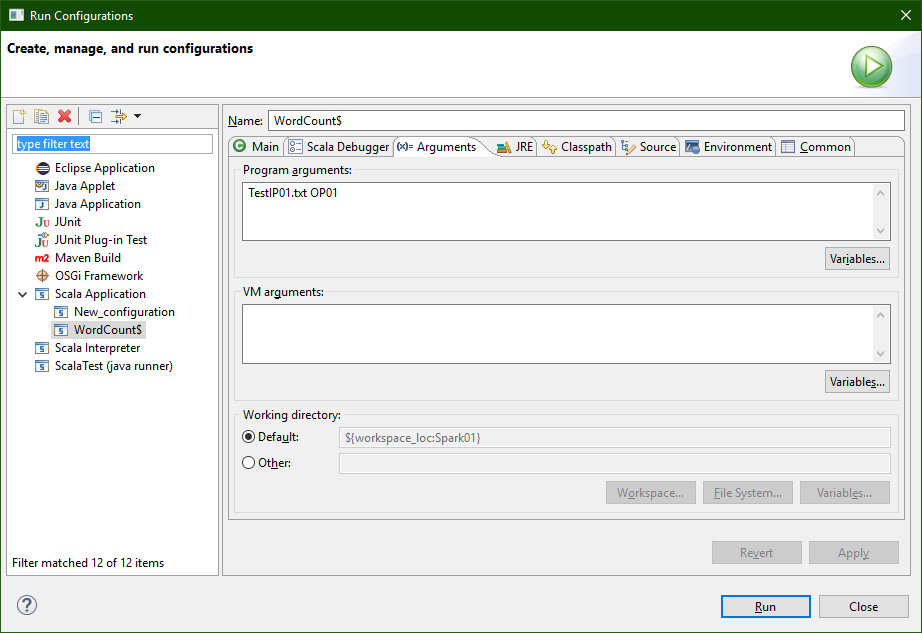 Run Configurations
Create, manage, and run configurations
type filter text
Eclipse Application
Java Applet
Java Application
JUnit
JUnit Plug-in Test
Maven Build
OSGi Framework
Scala Application
New_configuration
WordCount$
Scala Interpreter
ScalaTest (java runner)
Filter matched 12 of 12 items
Name: WordCount$
Main Scala Debugger (x)= Arguments JRE Classpath Source Environment Common
Program arguments:
TestIP01.txt OP01
Variables...
VM arguments:
Variables...
Working directory:
Default: ${workspace_loc:Spark01}
Other:
Workspace... File System... Variables...
Revert Apply
? Run Close